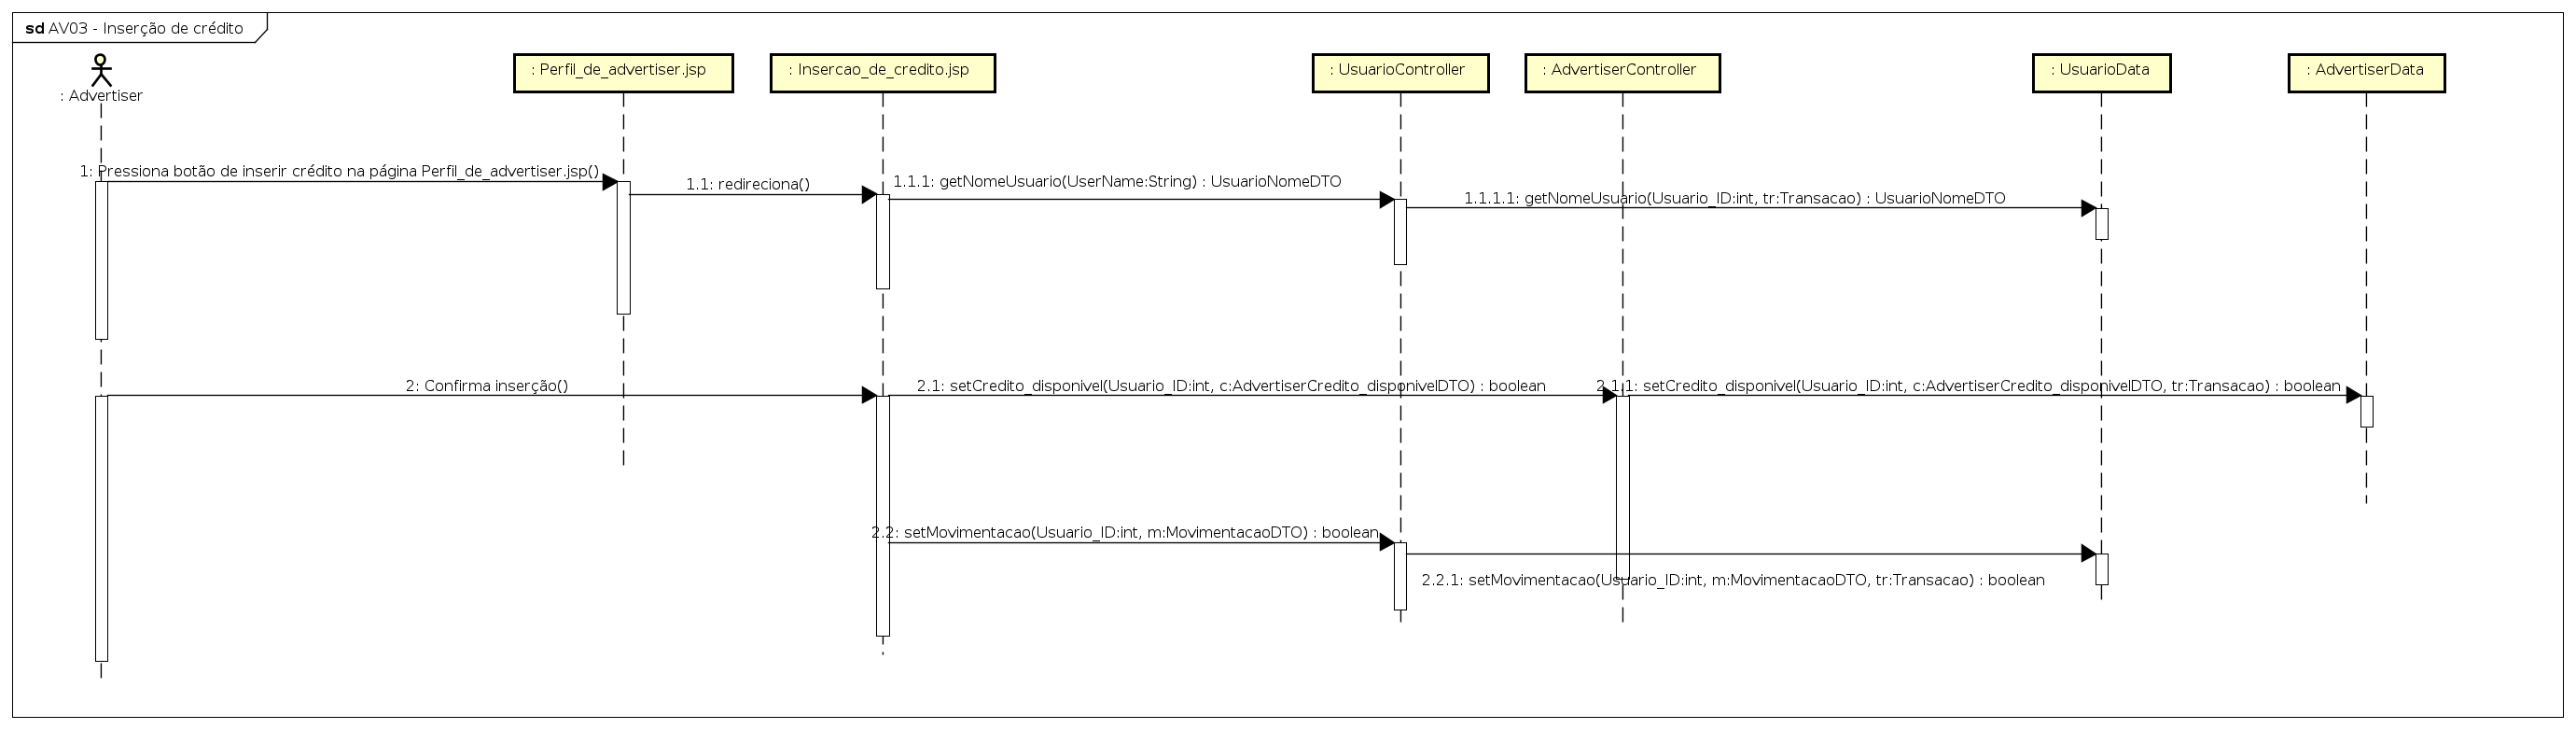 sd AV03 - Inserção de crédito
: Advertiser
: Perfil_de_advertiser.jsp
: Insercao_de_credito.jsp
: UsuarioController
: AdvertiserController
: UsuarioData
: AdvertiserData
1: Pressiona botão de inserir crédito na página Perfil_de_advertiser.jsp()
1.1: redireciona()
1.1.1: getNomeUsuario(UserName:String) : UsuarioNomeDTO
1.1.1.1: getNomeUsuario(Usuario_ID:int, tr:Transacao) : UsuarioNomeDTO
2: Confirma inserção()
2.1: setCredito_disponivel(Usuario_ID:int, c:AdvertiserCredito_disponivelDTO) : boolean
2.1.1: setCredito_disponivel(Usuario_ID:int, c:AdvertiserCredito_disponivelDTO, tr:Transacao) : boolean
2.2: setMovimentacao(Usuario_ID:int, m:MovimentacaoDTO) : boolean
2.2.1: setMovimentacao(Usuario_ID:int, m:MovimentacaoDTO, tr:Transacao) : boolean